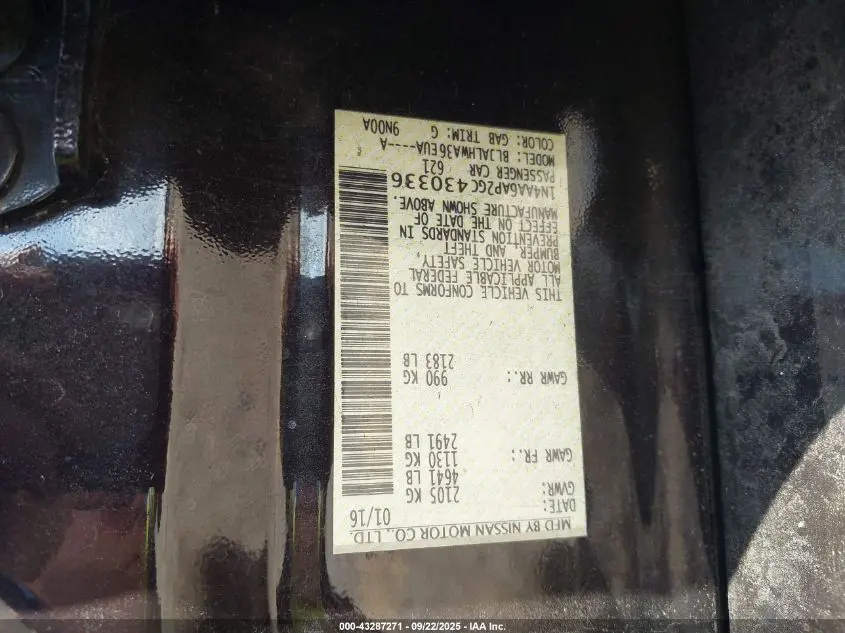 MFD BY NISSAN MOTOR CO., LTD.
DATE: 01/16
GVWR: 2105 KG
4641 LB
GAWR FR.: 1130 KG
2491 LB
GAWR RR.: 990 KG
2183 LB
THIS VEHICLE CONFORMS TO
ALL APPLICABLE FEDERAL
MOTOR VEHICLE SAFETY,
BUMPER AND THEFT
PREVENTION STANDARDS IN
EFFECT ON THE DATE OF
MANUFACTURE SHOWN ABOVE.
1N4AA6AP2GC430336
PASSENGER CAR 621
MODEL: BLJALHWA36EUA-----A
COLOR: GAB TRIM: G 9N00A
000-43287271 - 09/22/2025 - IAA Inc.